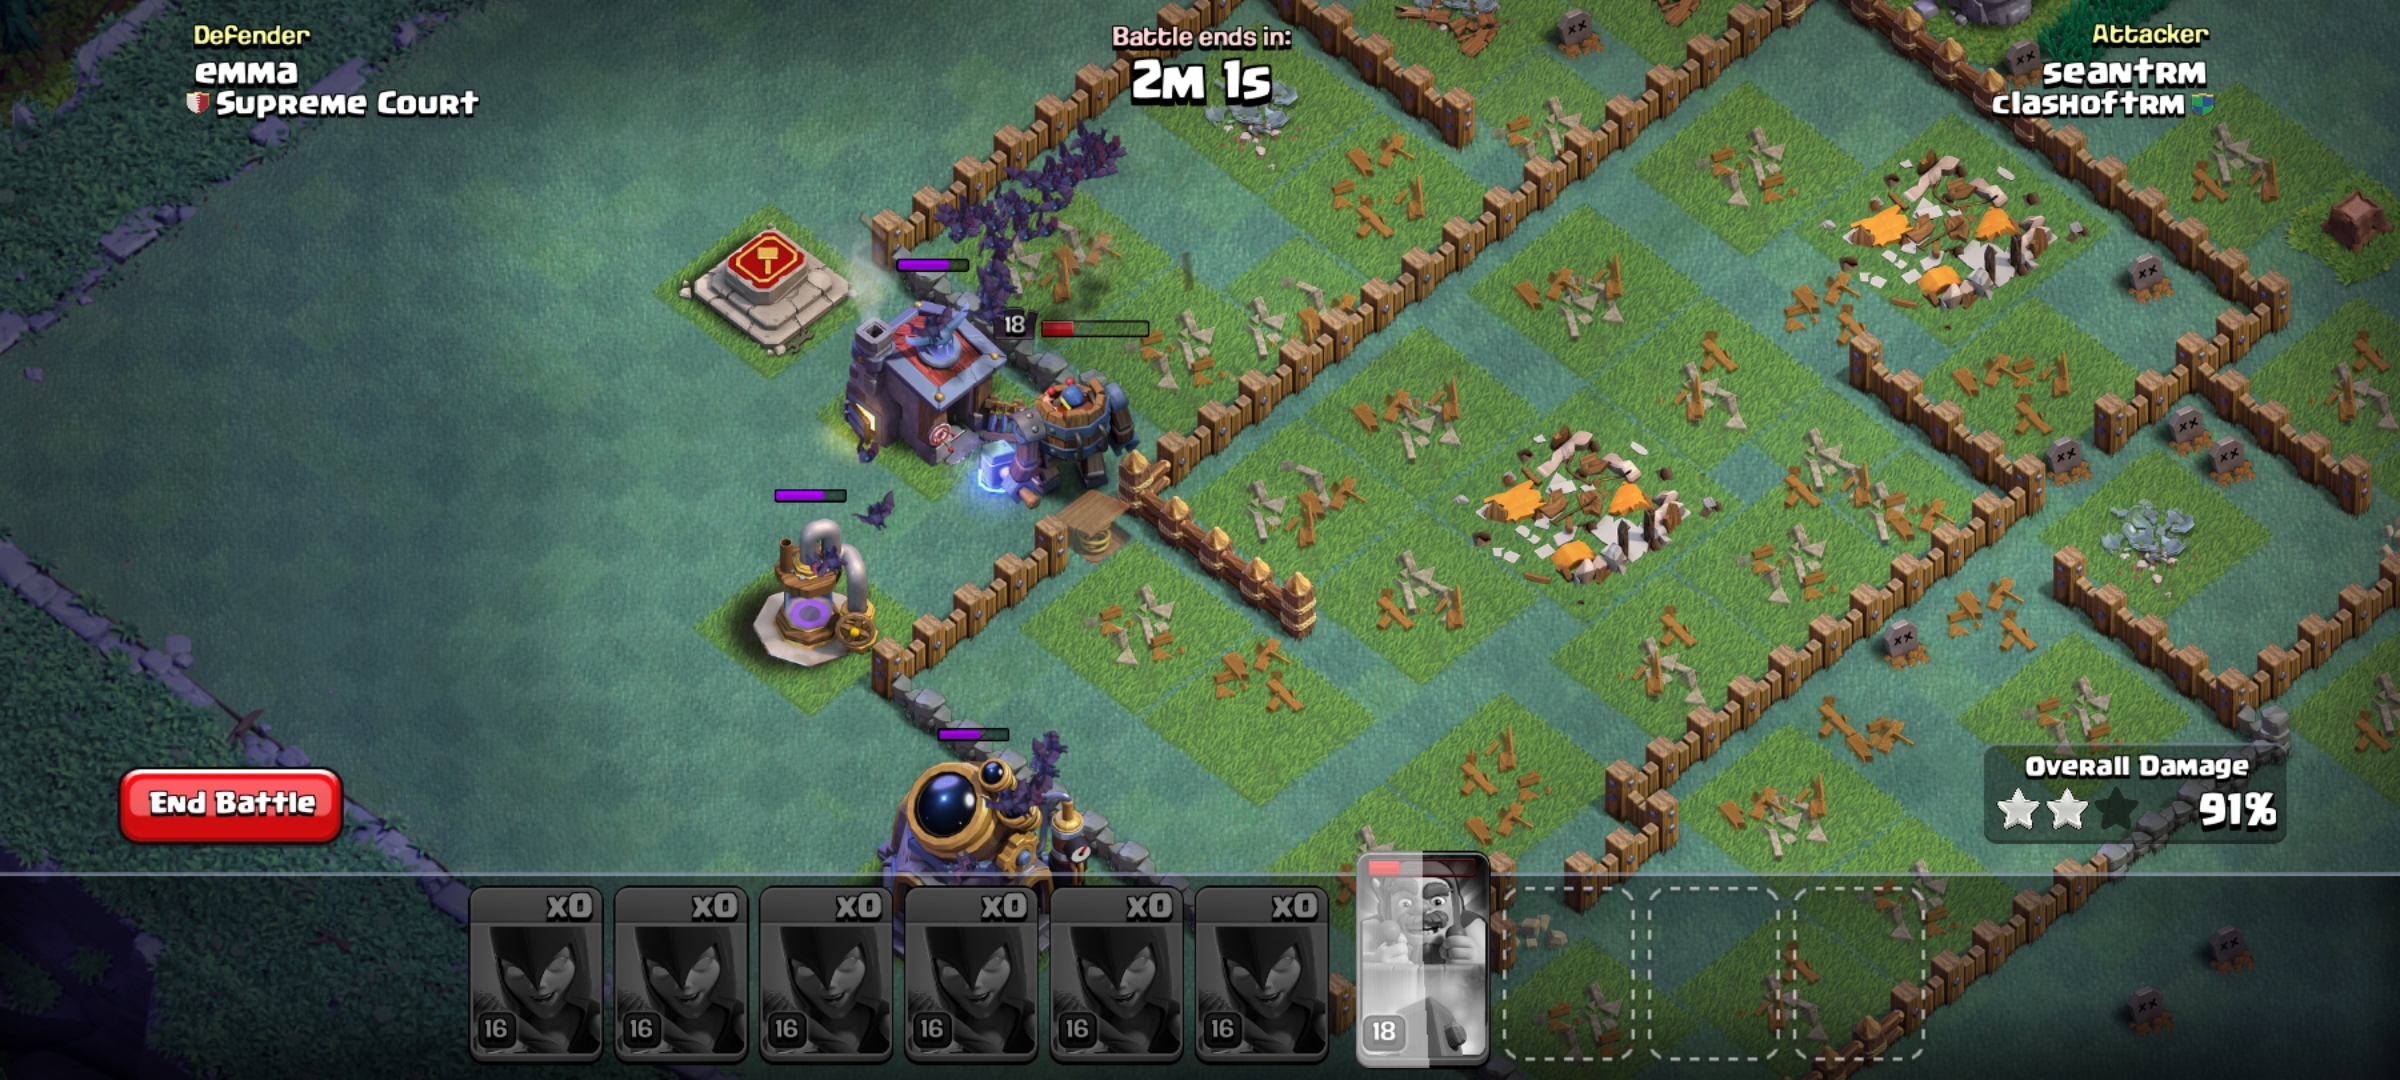 Defender
emma
Supreme Court
Battle ends in:
2m 1s
Attacker
seantrm
clashoftrm
18
End Battle
Overall Damage
91%
x0
x0
x0
x0
x0
x0
16
16
16
16
16
16
18